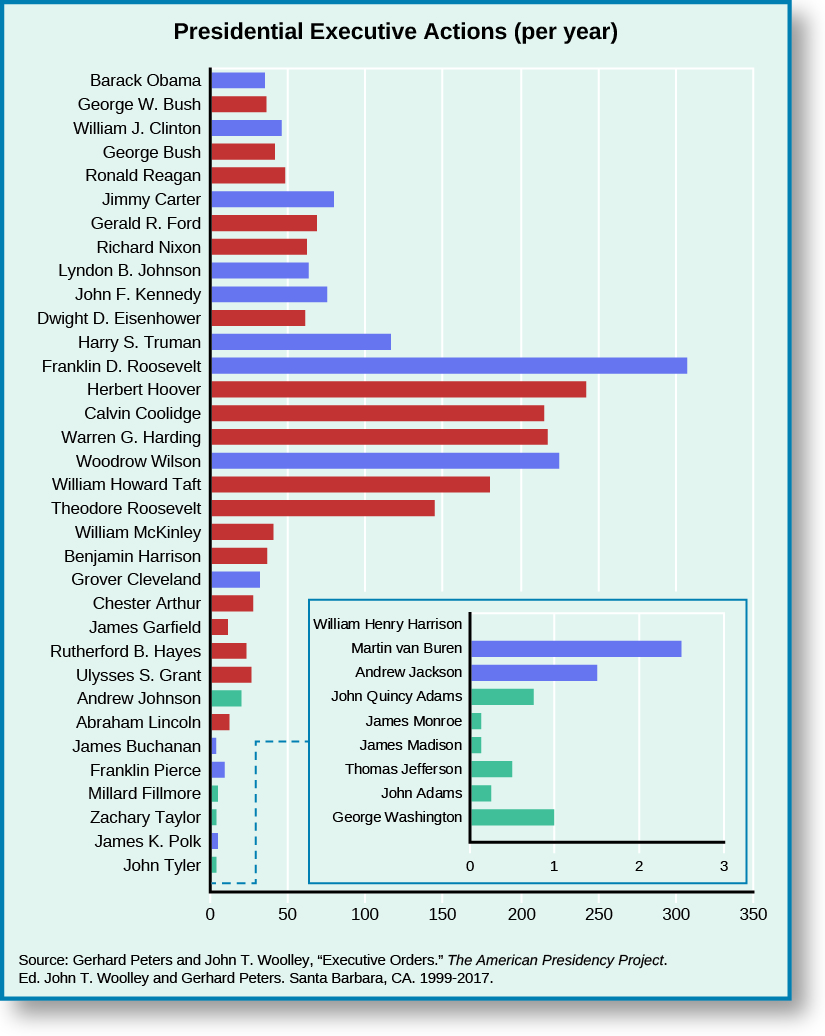 Presidential Executive Actions (per year)
Barack Obama
George W. Bush
William J. Clinton
George Bush
Ronald Reagan
Jimmy Carter
Gerald R. Ford
Richard Nixon
Lyndon B. Johnson
John F. Kennedy
Dwight D. Eisenhower
Harry S. Truman
Franklin D. Roosevelt
Herbert Hoover
Calvin Coolidge
Warren G. Harding
Woodrow Wilson
William Howard Taft
Theodore Roosevelt
William McKinley
Benjamin Harrison
Grover Cleveland
Chester Arthur
James Garfield
Rutherford B. Hayes
Ulysses S. Grant
Andrew Johnson
Abraham Lincoln
James Buchanan
Franklin Pierce
Millard Fillmore
Zachary Taylor
James K. Polk
John Tyler
William Henry Harrison
Martin van Buren
Andrew Jackson
John Quincy Adams
James Monroe
James Madison
Thomas Jefferson
John Adams
George Washington
0 1 2 3
0 50 100 150 200 250 300 350
Source: Gerhard Peters and John T. Woolley, “Executive Orders.” The American Presidency Project.
Ed. John T. Woolley and Gerhard Peters. Santa Barbara, CA. 1999-2017.